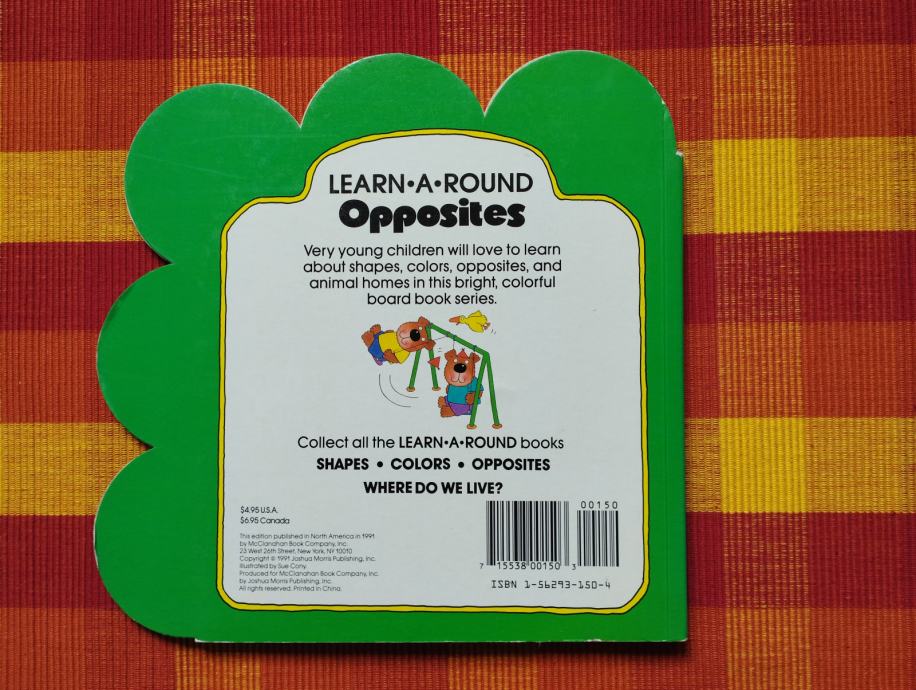 LEARN•A•ROUND
Opposites
Very young children will love to learn
about shapes, colors, opposites, and
animal homes in this bright, colorful
board book series.
Collect all the LEARN•A•ROUND books
SHAPES • COLORS • OPPOSITES
WHERE DO WE LIVE?
$4.95 U.S.A.
$6.95 Canada
This edition published in North America in 1991
by McClanahan Book Company, Inc.
23 West 26th Street, New York, NY 10010
Copyright © 1991 Joshua Morris Publishing, Inc.
Illustrated by Sue Cony.
Produced for McClanahan Book Company, Inc.
by Joshua Morris Publishing, Inc.
All rights reserved. Printed in China.
00150
7 15538 00150 3
ISBN 1-56293-150-4